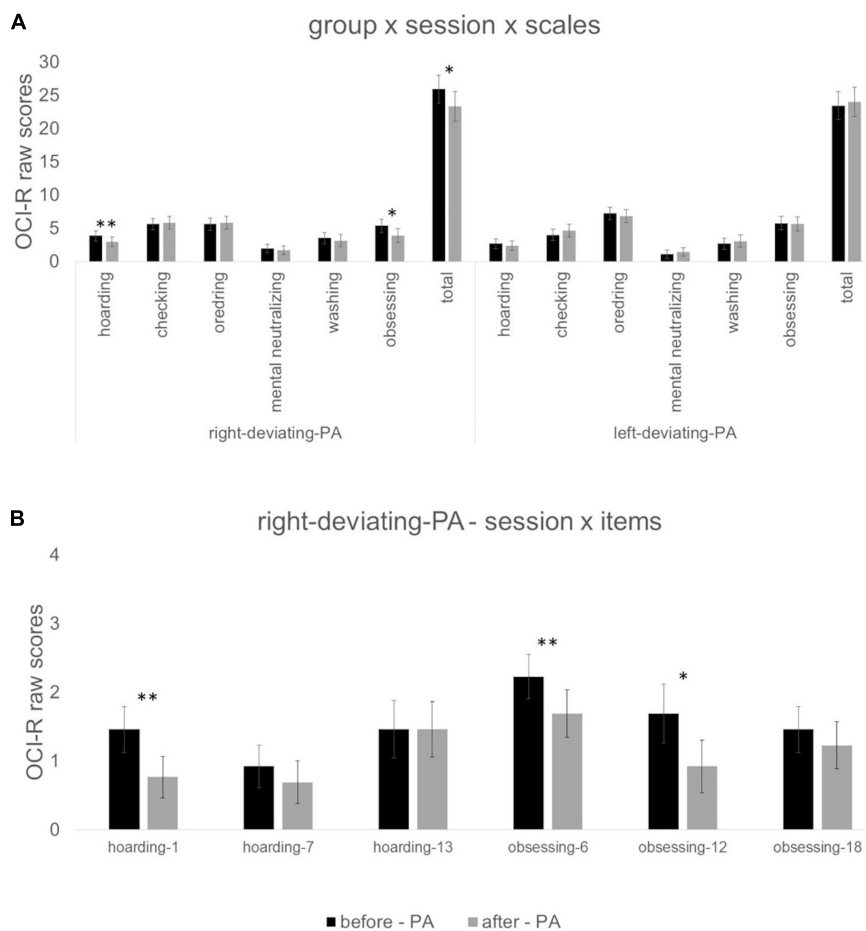 A
group x session x scales
OCI-R raw scores
30
25
20
15
10
5
0
** * *
hoarding
checking
oredring
mental neutralizing
washing
obsessing
total
hoarding
checking
oredring
mental neutralizing
washing
obsessing
total
right-deviating-PA left-deviating-PA
B
right-deviating-PA - session x items
OCI-R raw scores
4
3
2
1
0
** ** *
hoarding-1 hoarding-7 hoarding-13 obsessing-6 obsessing-12 obsessing-18
before - PA after - PA